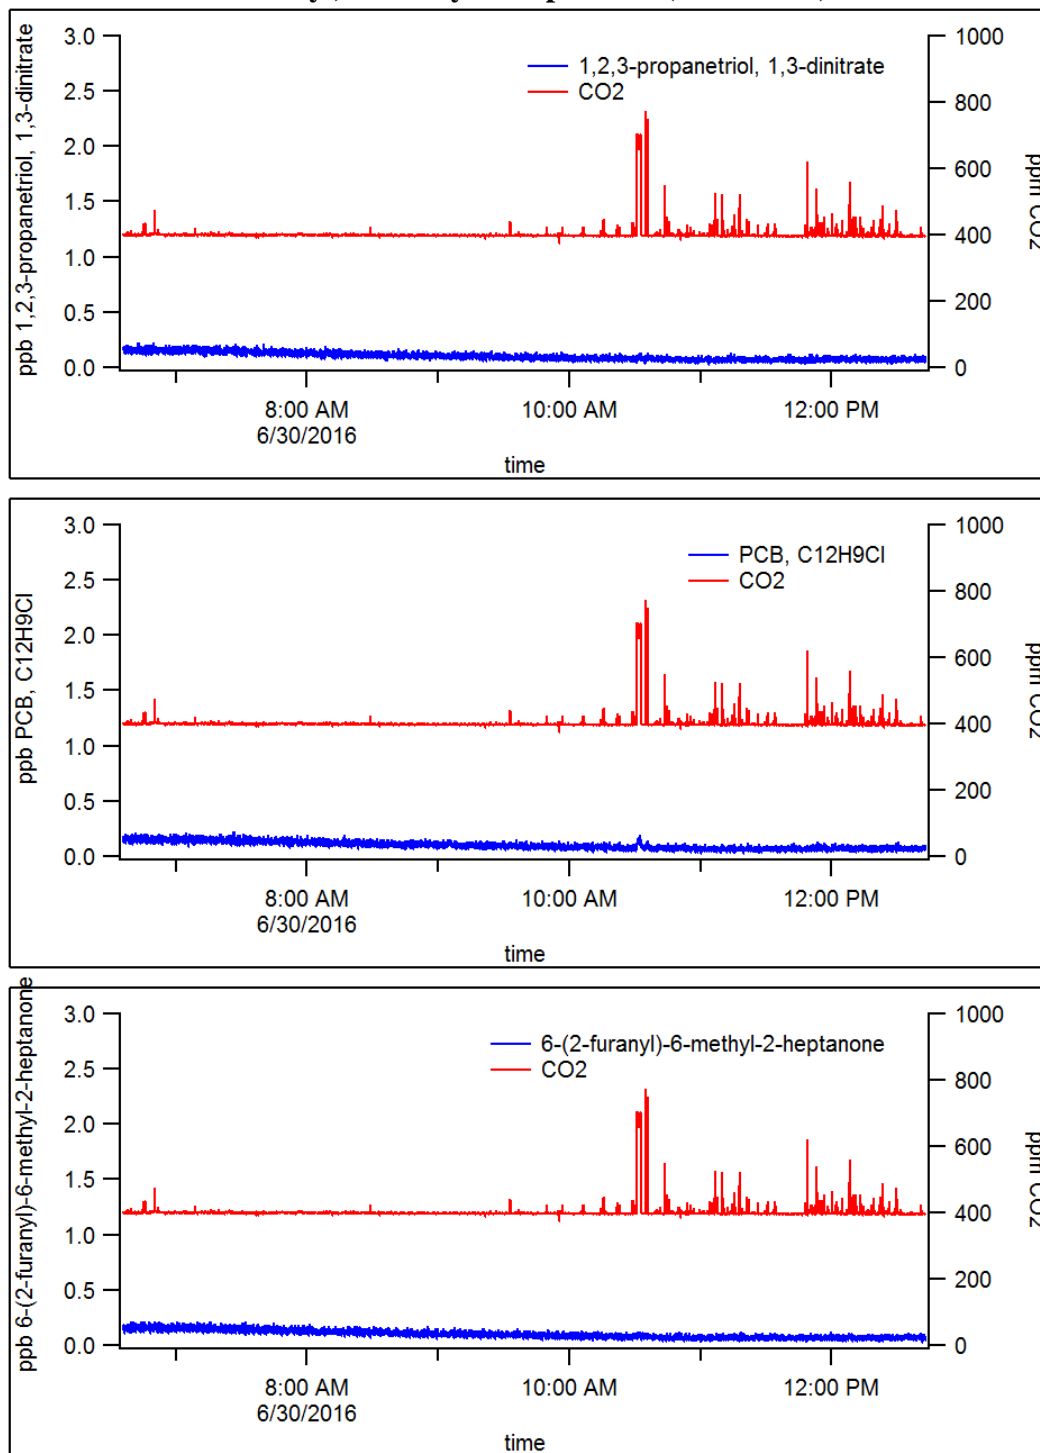 ppb 1,2,3-propanetriol, 1,3-dinitrate
3.0
2.5
2.0
1.5
1.0
0.5
0.0
1,2,3-propanetriol, 1,3-dinitrate
CO2
1000
800
600
400
200
0
ppm CO2
8:00 AM
6/30/2016
10:00 AM
12:00 PM
time
ppb PCB, C12H9Cl
3.0
2.5
2.0
1.5
1.0
0.5
0.0
PCB, C12H9Cl
CO2
1000
800
600
400
200
0
ppm CO2
8:00 AM
6/30/2016
10:00 AM
12:00 PM
time
ppb 6-(2-furanyl)-6-methyl-2-heptanone
3.0
2.5
2.0
1.5
1.0
0.5
0.0
6-(2-furanyl)-6-methyl-2-heptanone
CO2
1000
800
600
400
200
0
ppm CO2
8:00 AM
6/30/2016
10:00 AM
12:00 PM
time